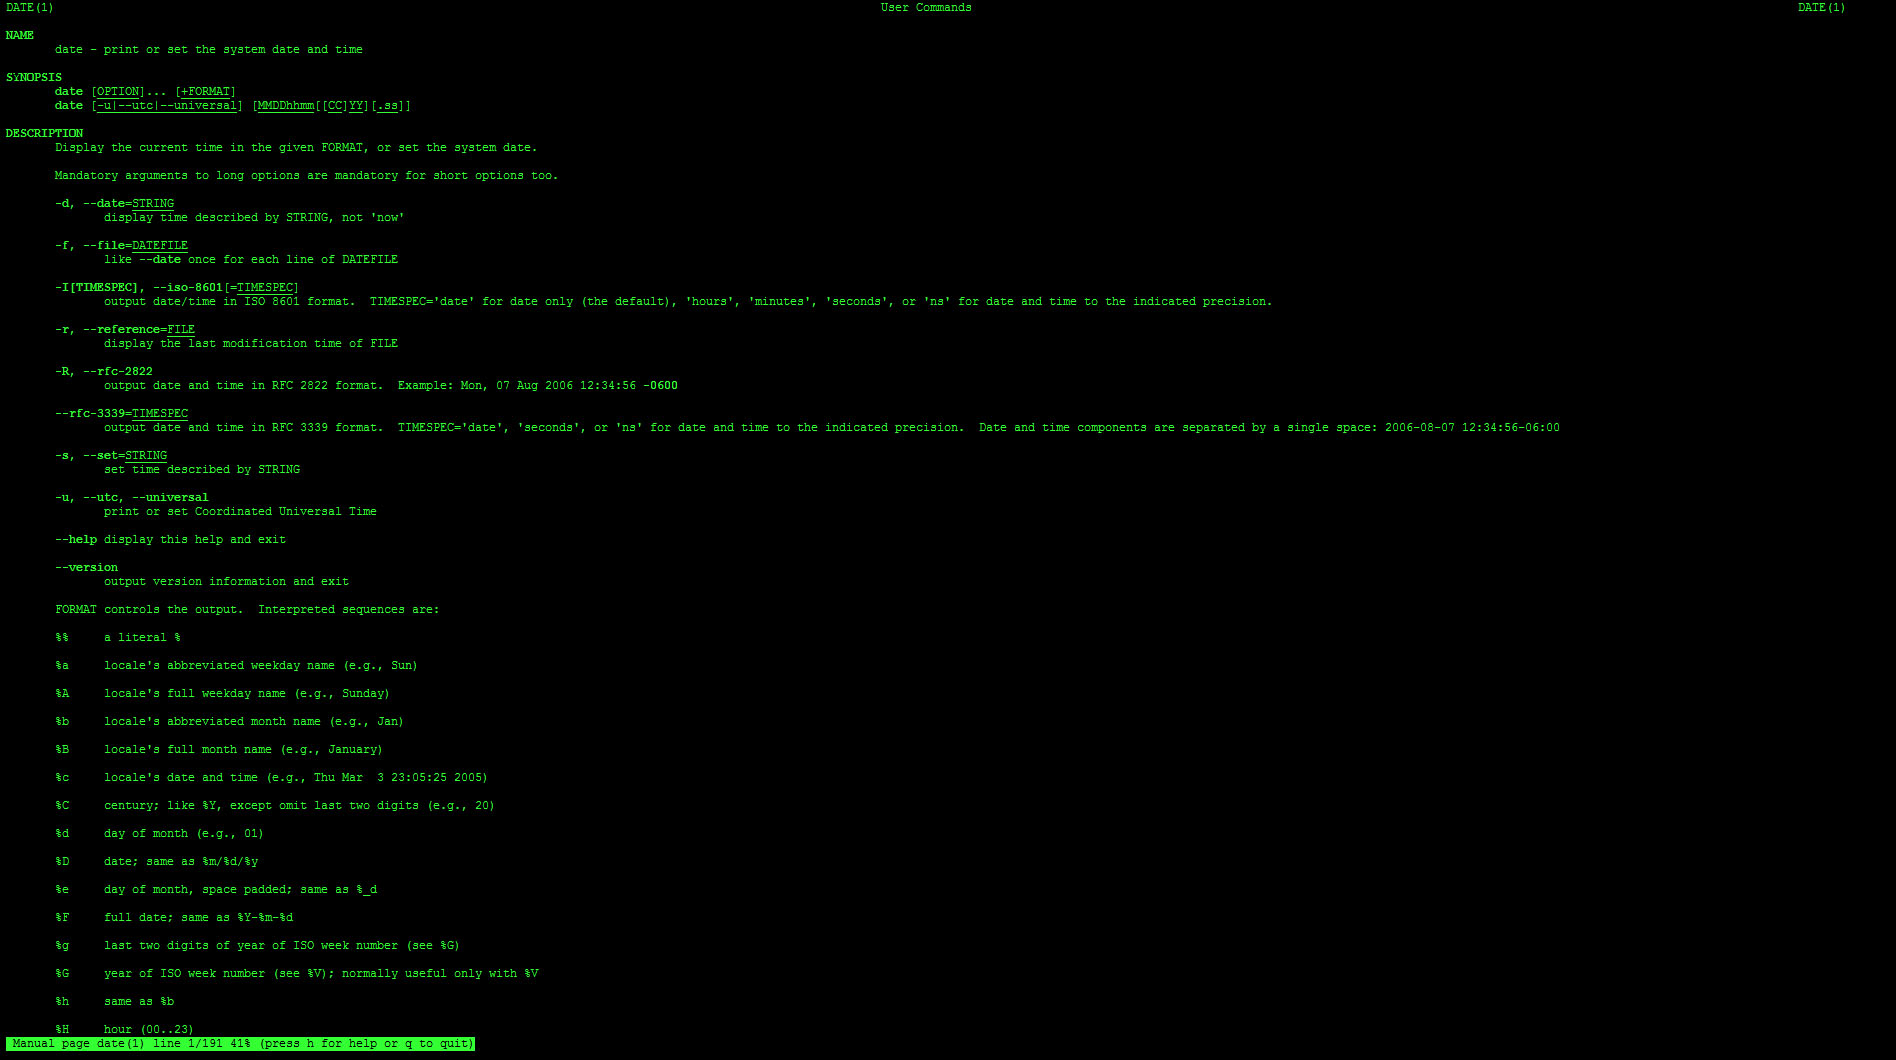 DATE(1) User Commands DATE(1)
NAME
date - print or set the system date and time
SYNOPSIS
date [OPTION]... [+FORMAT]
date [-u|--utc|--universal] [MMDDhhmm[[CC]YY][.ss]]
DESCRIPTION
Display the current time in the given FORMAT, or set the system date.
Mandatory arguments to long options are mandatory for short options too.
-d, --date=STRING
display time described by STRING, not 'now'
-f, --file=DATEFILE
like --date once for each line of DATEFILE
-I[TIMESPEC], --iso-8601[=TIMESPEC]
output date/time in ISO 8601 format.  TIMESPEC='date' for date only (the default), 'hours', 'minutes', 'seconds', or 'ns' for date and time to the indicated precision.
-r, --reference=FILE
display the last modification time of FILE
-R, --rfc-2822
output date and time in RFC 2822 format.  Example: Mon, 07 Aug 2006 12:34:56 -0600
--rfc-3339=TIMESPEC
output date and time in RFC 3339 format.  TIMESPEC='date', 'seconds', or 'ns' for date and time to the indicated precision.  Date and time components are separated by a single space: 2006-08-07 12:34:56-06:00
-s, --set=STRING
set time described by STRING
-u, --utc, --universal
print or set Coordinated Universal Time
--help display this help and exit
--version
output version information and exit
FORMAT controls the output.  Interpreted sequences are:
%% a literal %
%a locale's abbreviated weekday name (e.g., Sun)
%A locale's full weekday name (e.g., Sunday)
%b locale's abbreviated month name (e.g., Jan)
%B locale's full month name (e.g., January)
%c locale's date and time (e.g., Thu Mar  3 23:05:25 2005)
%C century; like %Y, except omit last two digits (e.g., 20)
%d day of month (e.g., 01)
%D date; same as %m/%d/%y
%e day of month, space padded; same as %_d
%F full date; same as %Y-%m-%d
%g last two digits of year of ISO week number (see %G)
%G year of ISO week number (see %V); normally useful only with %V
%h same as %b
%H hour (00..23)
Manual page date(1) line 1/191 41% (press h for help or q to quit)